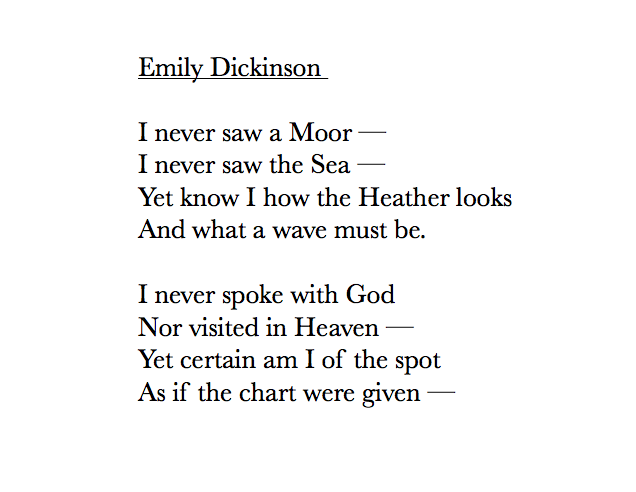 Emily Dickinson
I never saw a Moor —
I never saw the Sea —
Yet know I how the Heather looks
And what a wave must be.
I never spoke with God
Nor visited in Heaven —
Yet certain am I of the spot
As if the chart were given —